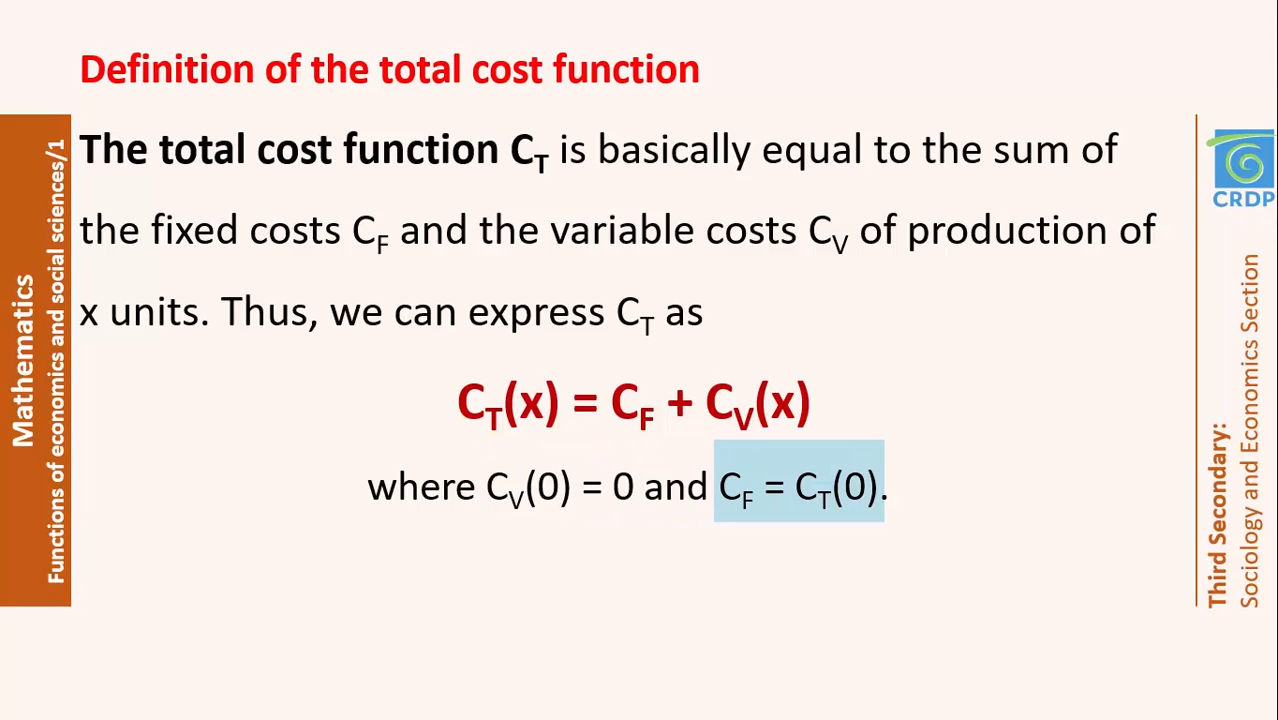 Definition of the total cost function
The total cost function C_T is basically equal to the sum of
the fixed costs C_F and the variable costs C_V of production of
x units. Thus, we can express C_T as
C_T(x) = C_F + C_V(x)
where C_V(0) = 0 and C_F = C_T(0).
Mathematics
Functions of economics and social sciences/1
CRDP
Third Secondary:
Sociology and Economics Section